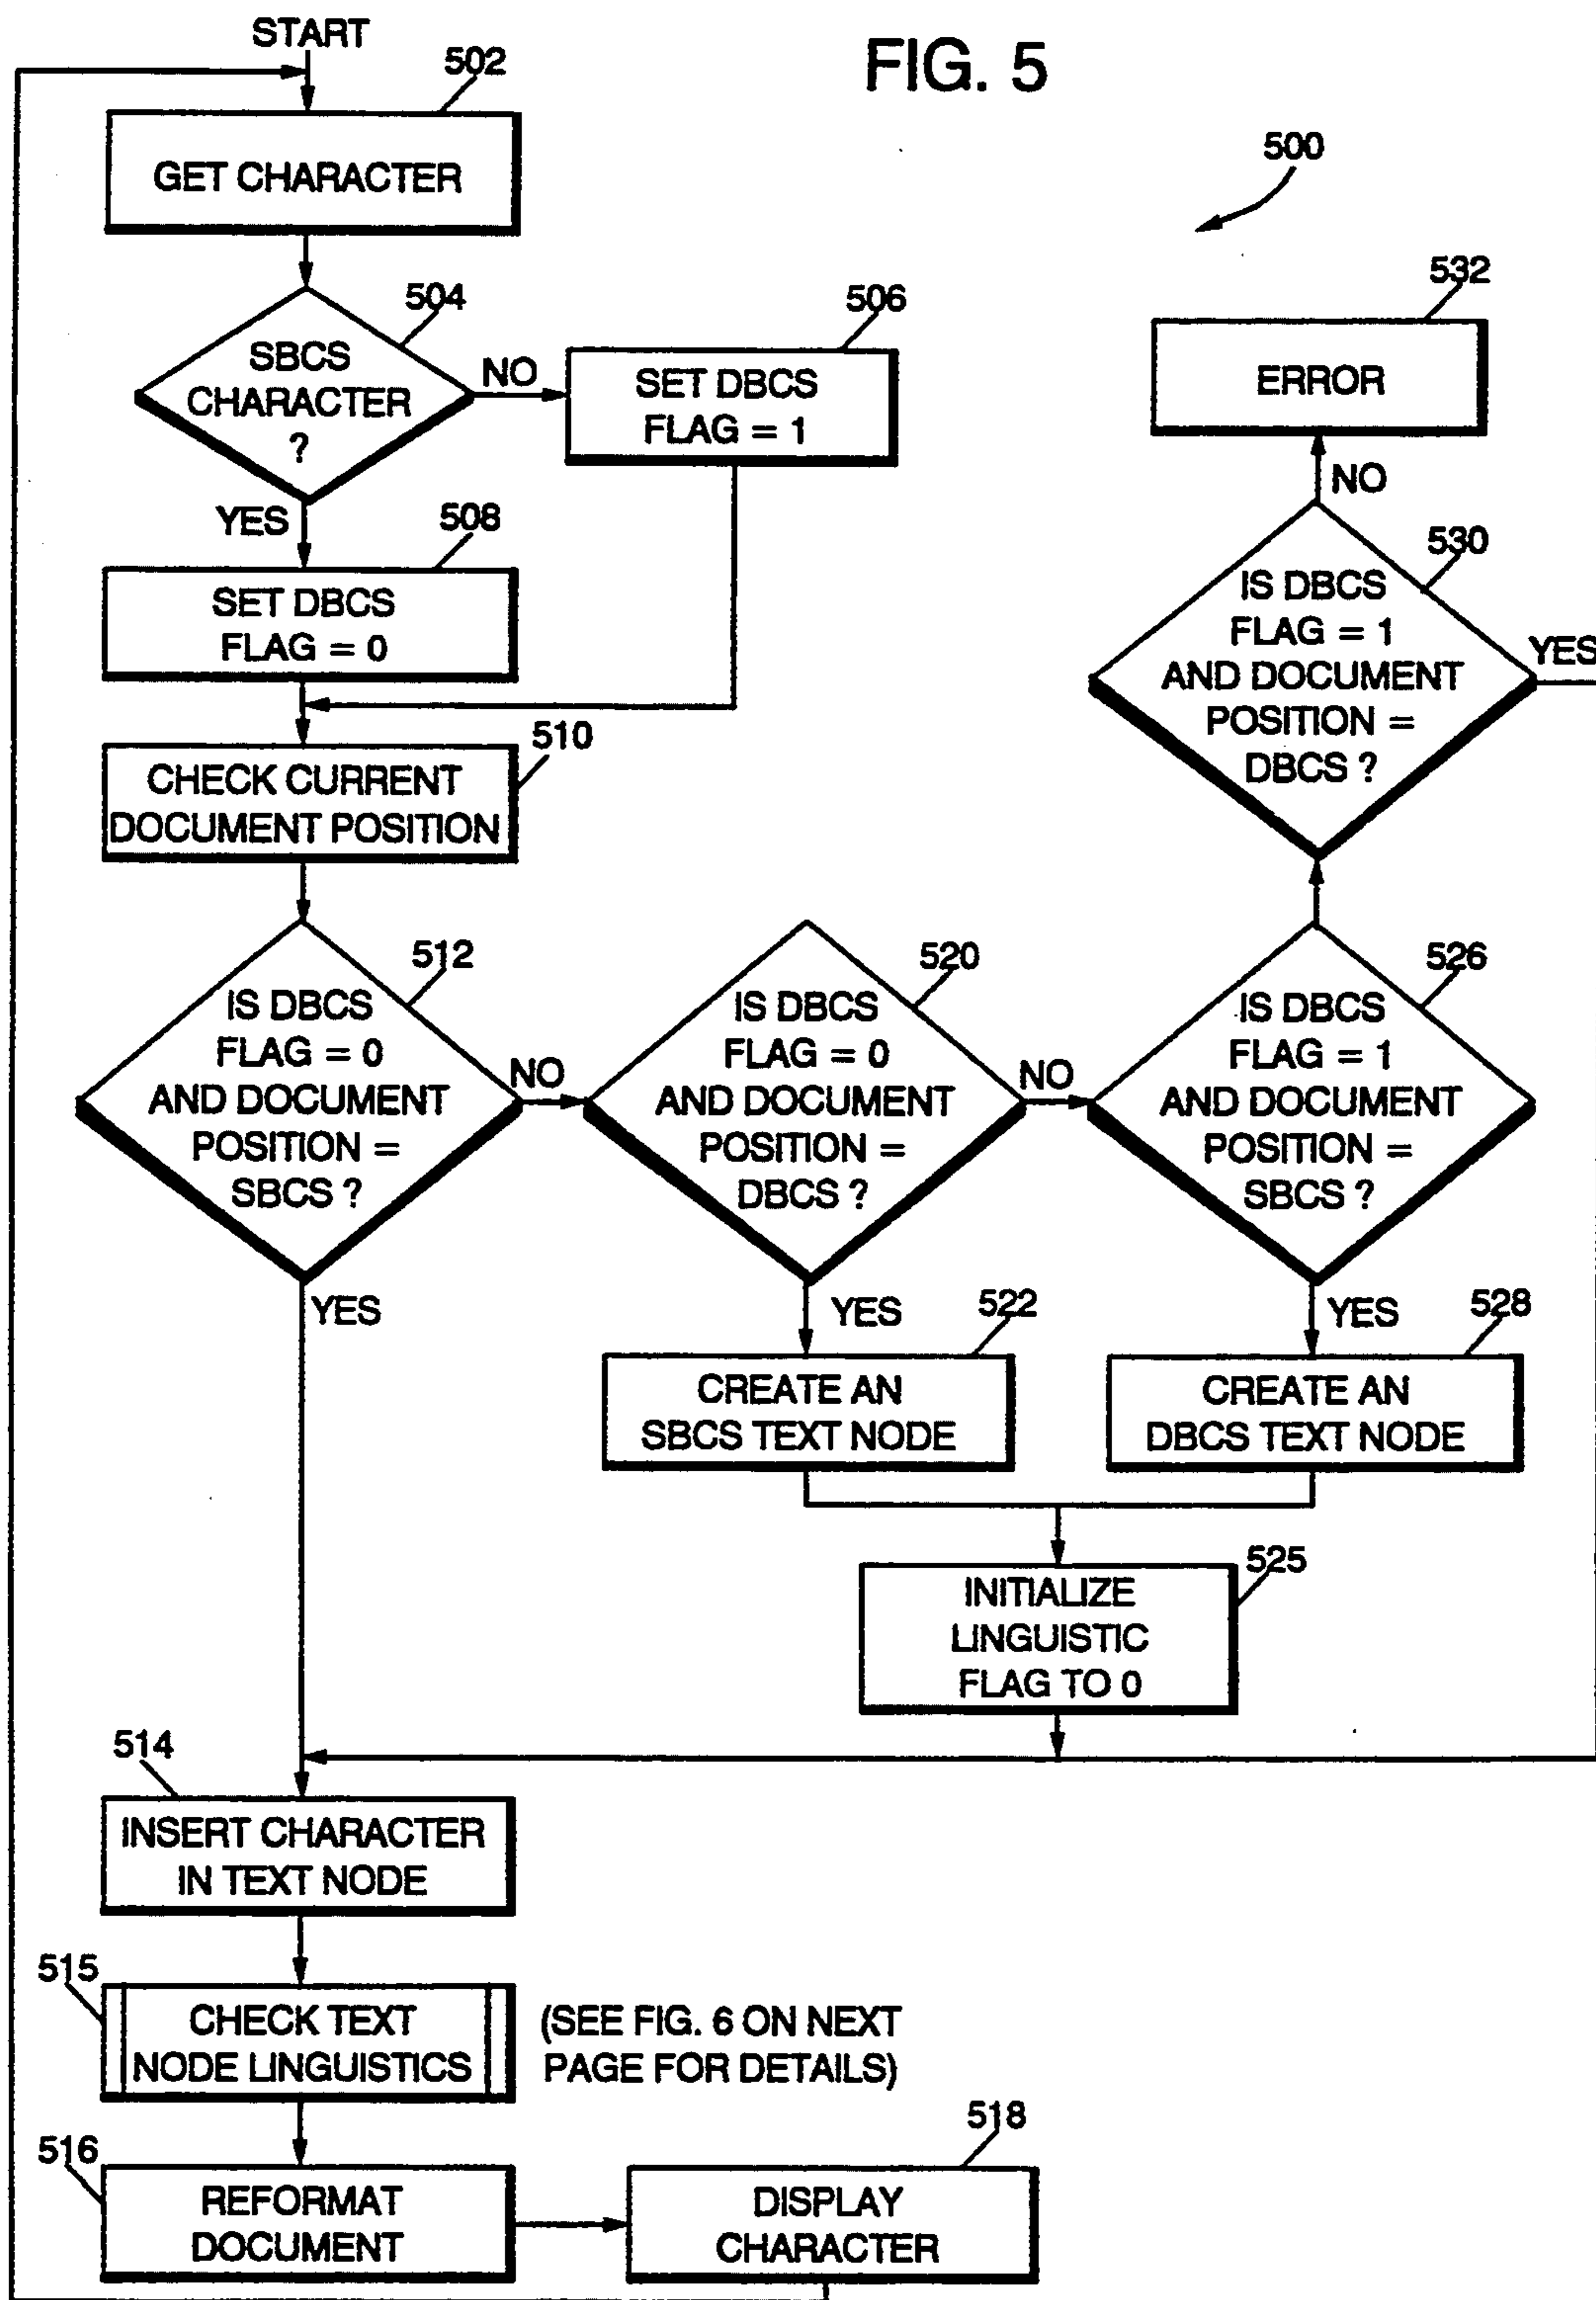 FIG. 5
START
502
GET CHARACTER
500
504
SBCS
CHARACTER
?
NO
506
SET DBCS
FLAG = 1
YES
508
SET DBCS
FLAG = 0
510
CHECK CURRENT
DOCUMENT POSITION
512
IS DBCS
FLAG = 0
AND DOCUMENT
POSITION =
SBCS ?
NO
YES
520
IS DBCS
FLAG = 0
AND DOCUMENT
POSITION =
DBCS ?
NO
YES
522
CREATE AN
SBCS TEXT NODE
526
IS DBCS
FLAG = 1
AND DOCUMENT
POSITION =
SBCS ?
YES
528
CREATE AN
DBCS TEXT NODE
530
IS DBCS
FLAG = 1
AND DOCUMENT
POSITION =
DBCS ?
YES
NO
532
ERROR
525
INITIALIZE
LINGUISTIC
FLAG TO 0
514
INSERT CHARACTER
IN TEXT NODE
515
CHECK TEXT
NODE LINGUISTICS
(SEE FIG. 6 ON NEXT
PAGE FOR DETAILS)
516
REFORMAT
DOCUMENT
518
DISPLAY
CHARACTER